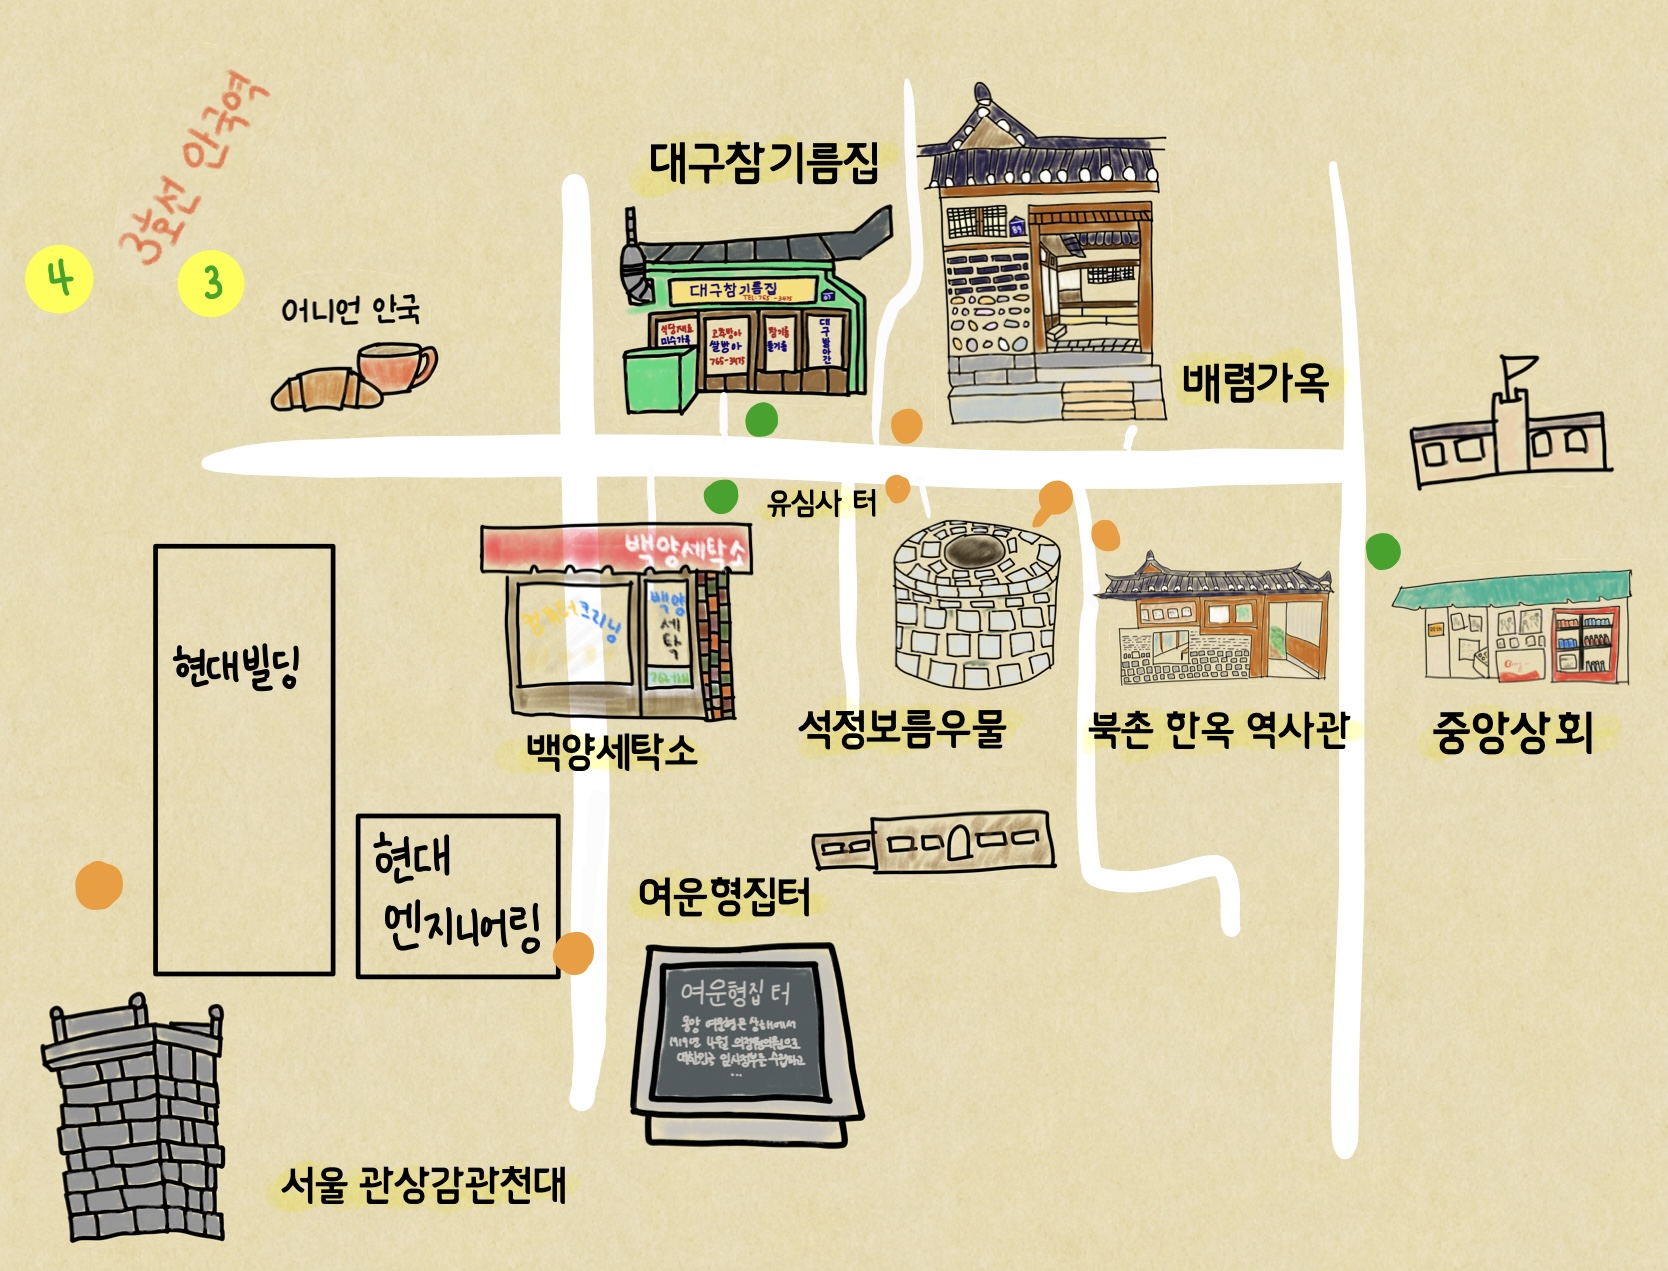 3호선 안국역
4
3
어니언 안국
대구참기름집
대구참기름집
TEL: 765-3475
식당재료
미수가루
고추방아
쌀방아
765-3475
참기름
들기름
대구방아간
배렴가옥
유심사 터
백양세탁소
컴퓨터크리닝
백양
세
탁
백양세탁소
석정보름우물
북촌 한옥 역사관
중앙상회
현대빌딩
현대
엔지니어링
여운형집터
여운형집 터
몽양 여운형은 상해에서
1919년 4월 의정원의원으로
대한민국 임시정부를 수립하고
...
서울 관상감관천대